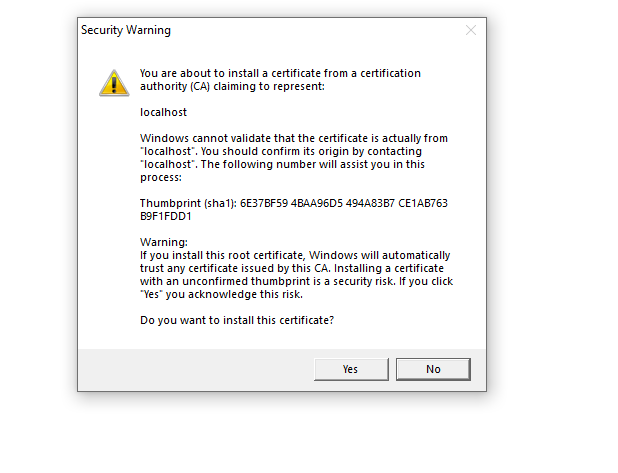 Security Warning
You are about to install a certificate from a certification
authority (CA) claiming to represent:
localhost
Windows cannot validate that the certificate is actually from
"localhost". You should confirm its origin by contacting
"localhost". The following number will assist you in this
process:
Thumbprint (sha1): 6E37BF59 4BAA96D5 494A83B7 CE1AB763
B9F1FDD1
Warning:
If you install this root certificate, Windows will automatically
trust any certificate issued by this CA. Installing a certificate
with an unconfirmed thumbprint is a security risk. If you click
"Yes" you acknowledge this risk.
Do you want to install this certificate?
Yes No